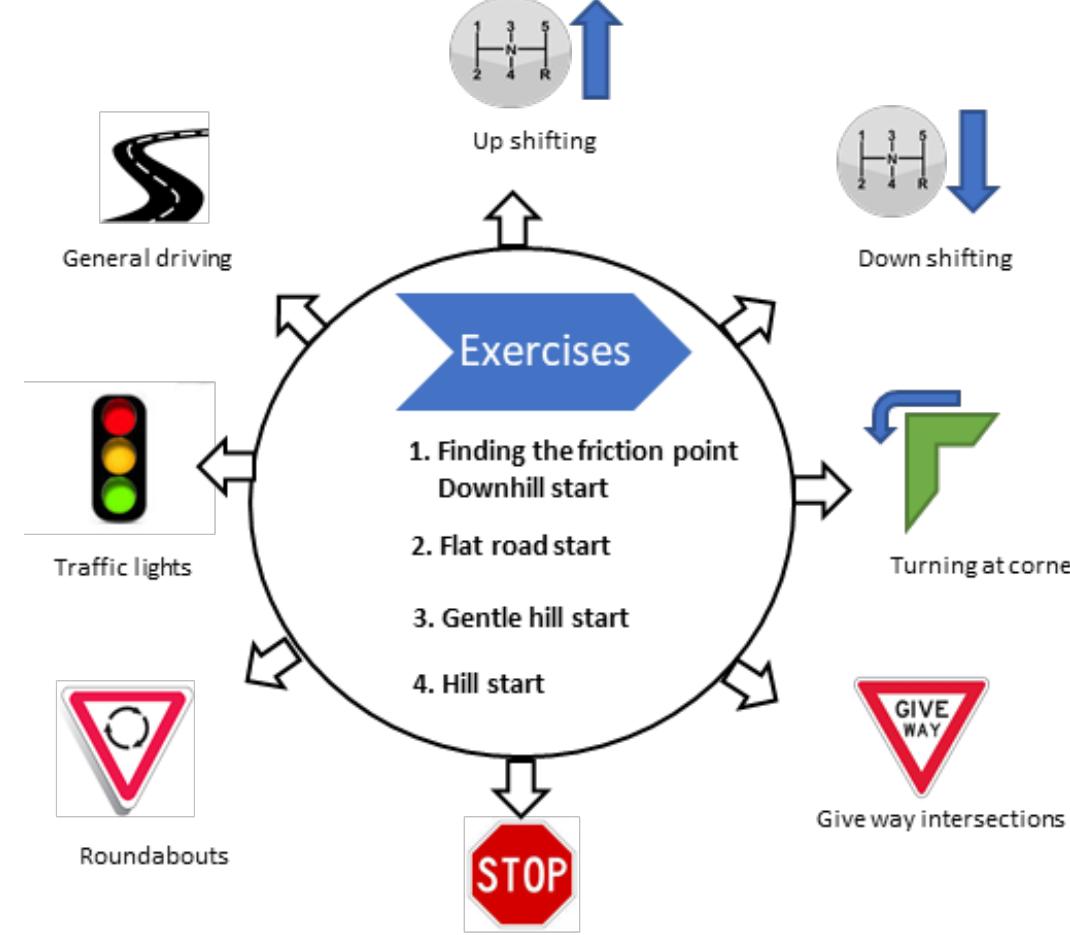 1 3 5
N
2 4 R
Up shifting
1 3 5
N
2 4 R
General driving
Down shifting
Exercises
1. Finding the friction point
Downhill start
2. Flat road start
3. Gentle hill start
4. Hill start
Traffic lights
Turning at corne
GIVE
WAY
Give way intersections
Roundabouts
STOP